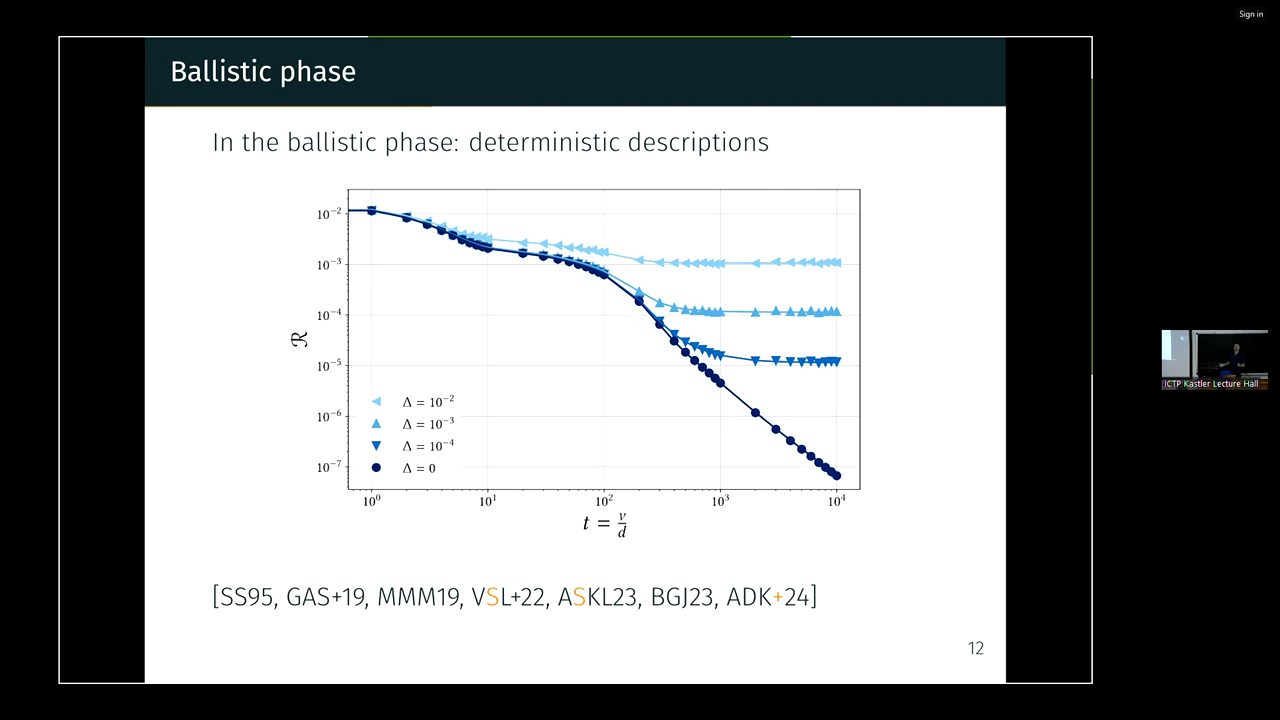 Sign in
Ballistic phase
In the ballistic phase: deterministic descriptions
10⁻²
10⁻³
10⁻⁴
10⁻⁵
10⁻⁶
10⁻⁷
ℛ
Δ = 10⁻²
Δ = 10⁻³
Δ = 10⁻⁴
Δ = 0
10⁰ 10¹ 10² 10³ 10⁴
t = ν/d
[SS95, GAS+19, MMM19, VSL+22, ASKL23, BGJ23, ADK+24]
12
ICTP Kastler Lecture Hall